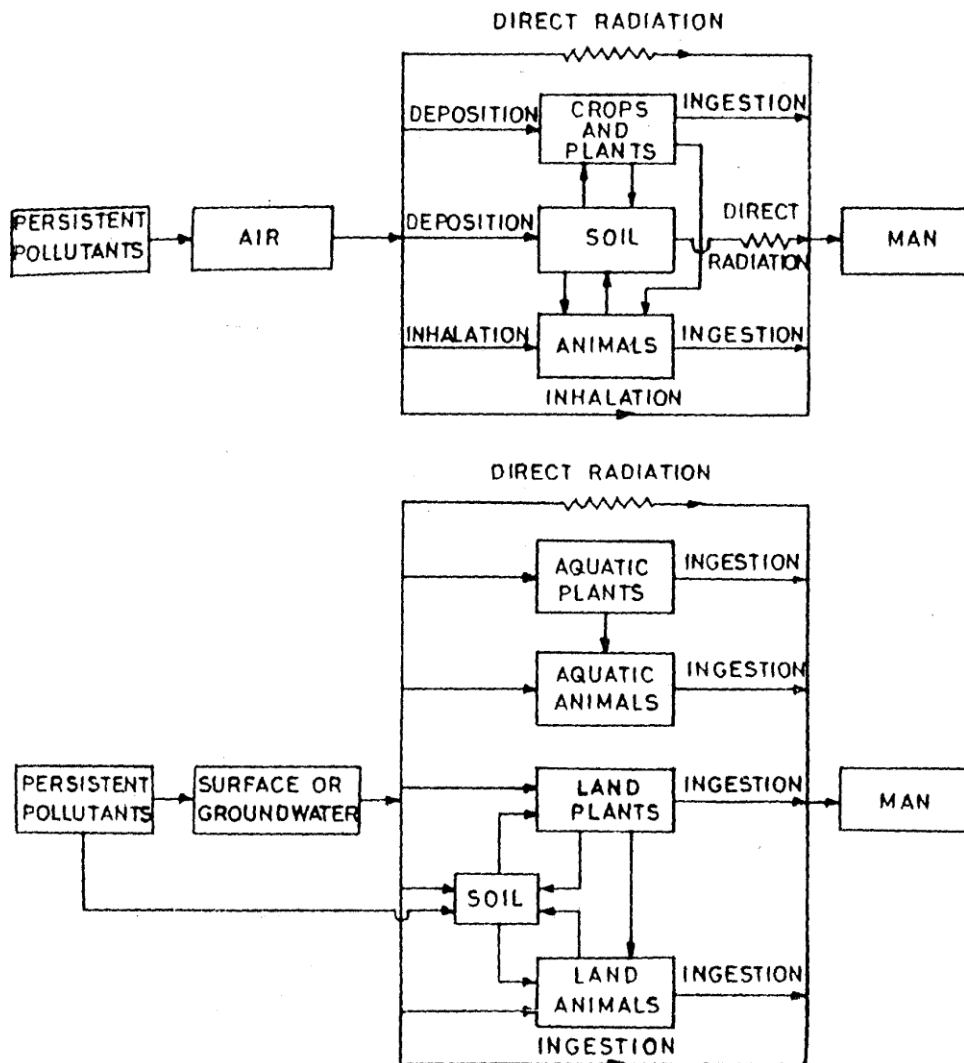 DIRECT RADIATION
DEPOSITION
CROPS
AND
PLANTS
INGESTION
PERSISTENT
POLLUTANTS
AIR
DEPOSITION
SOIL
DIRECT
RADIATION
MAN
INHALATION
ANIMALS
INGESTION
INHALATION
DIRECT RADIATION
AQUATIC
PLANTS
INGESTION
AQUATIC
ANIMALS
INGESTION
PERSISTENT
POLLUTANTS
SURFACE OR
GROUNDWATER
LAND
PLANTS
INGESTION
MAN
SOIL
LAND
ANIMALS
INGESTION
INGESTION